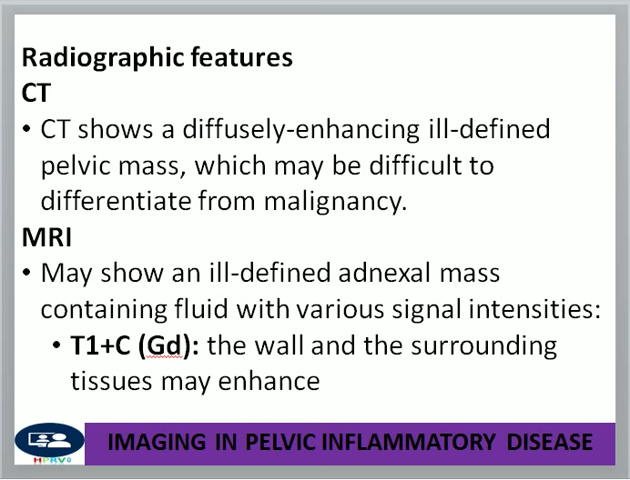 Radiographic features
CT
• CT shows a diffusely-enhancing ill-defined
pelvic mass, which may be difficult to
differentiate from malignancy.
MRI
• May show an ill-defined adnexal mass
containing fluid with various signal intensities:
• T1+C (Gd): the wall and the surrounding
tissues may enhance
IMAGING IN PELVIC INFLAMMATORY DISEASE